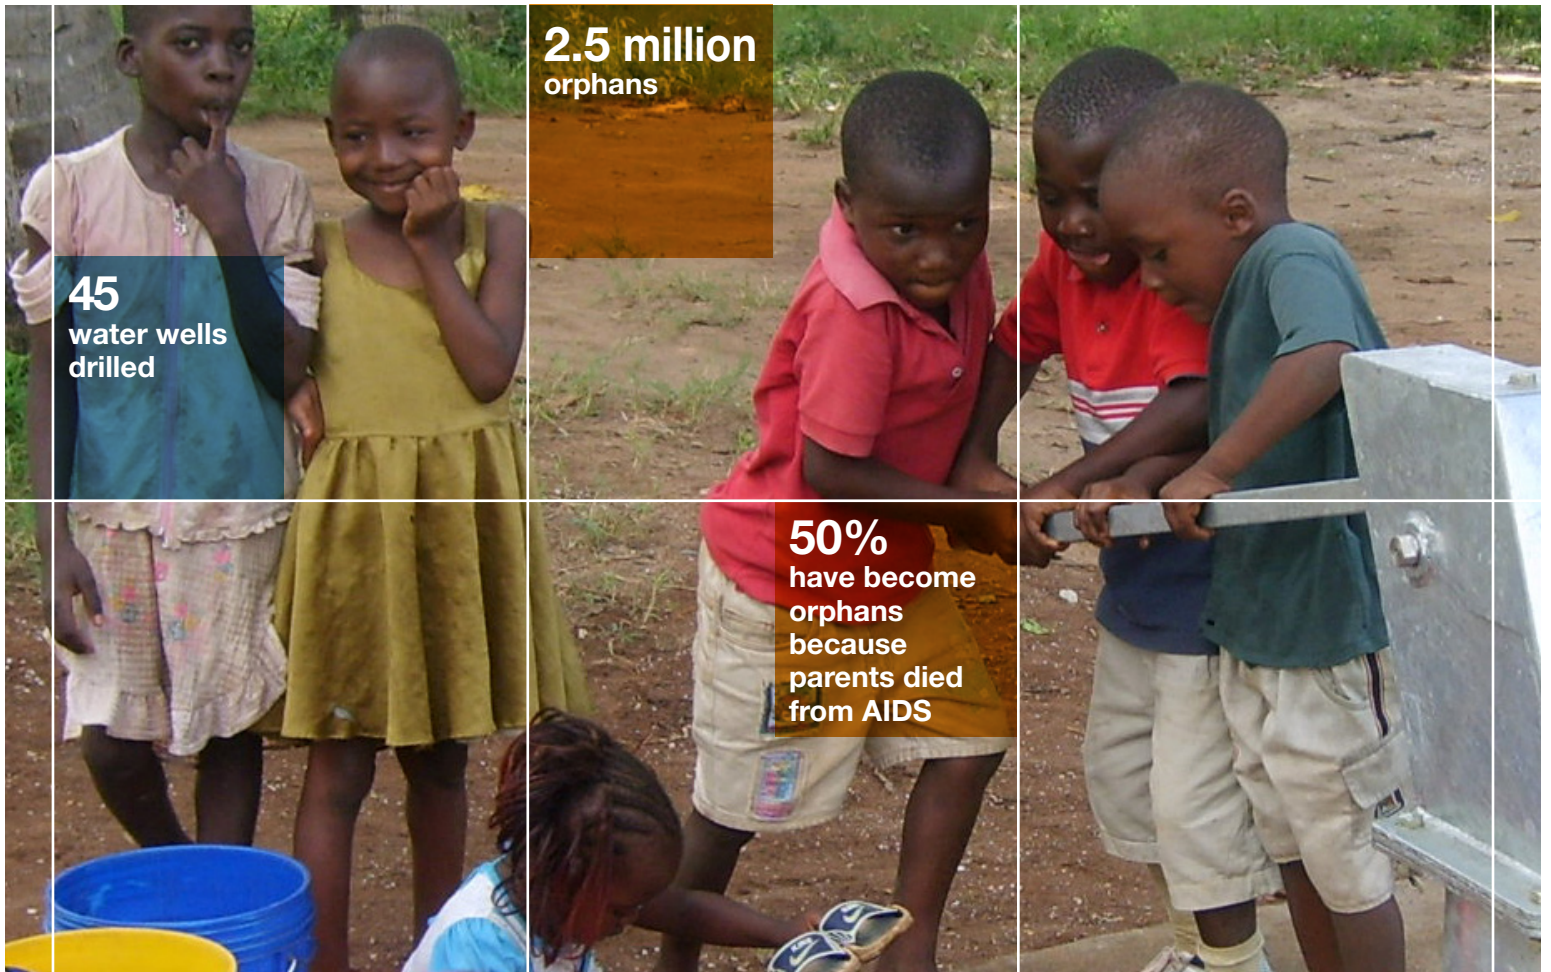 2.5 million
orphans
45
water wells
drilled
50%
have become
orphans
because
parents died
from AIDS